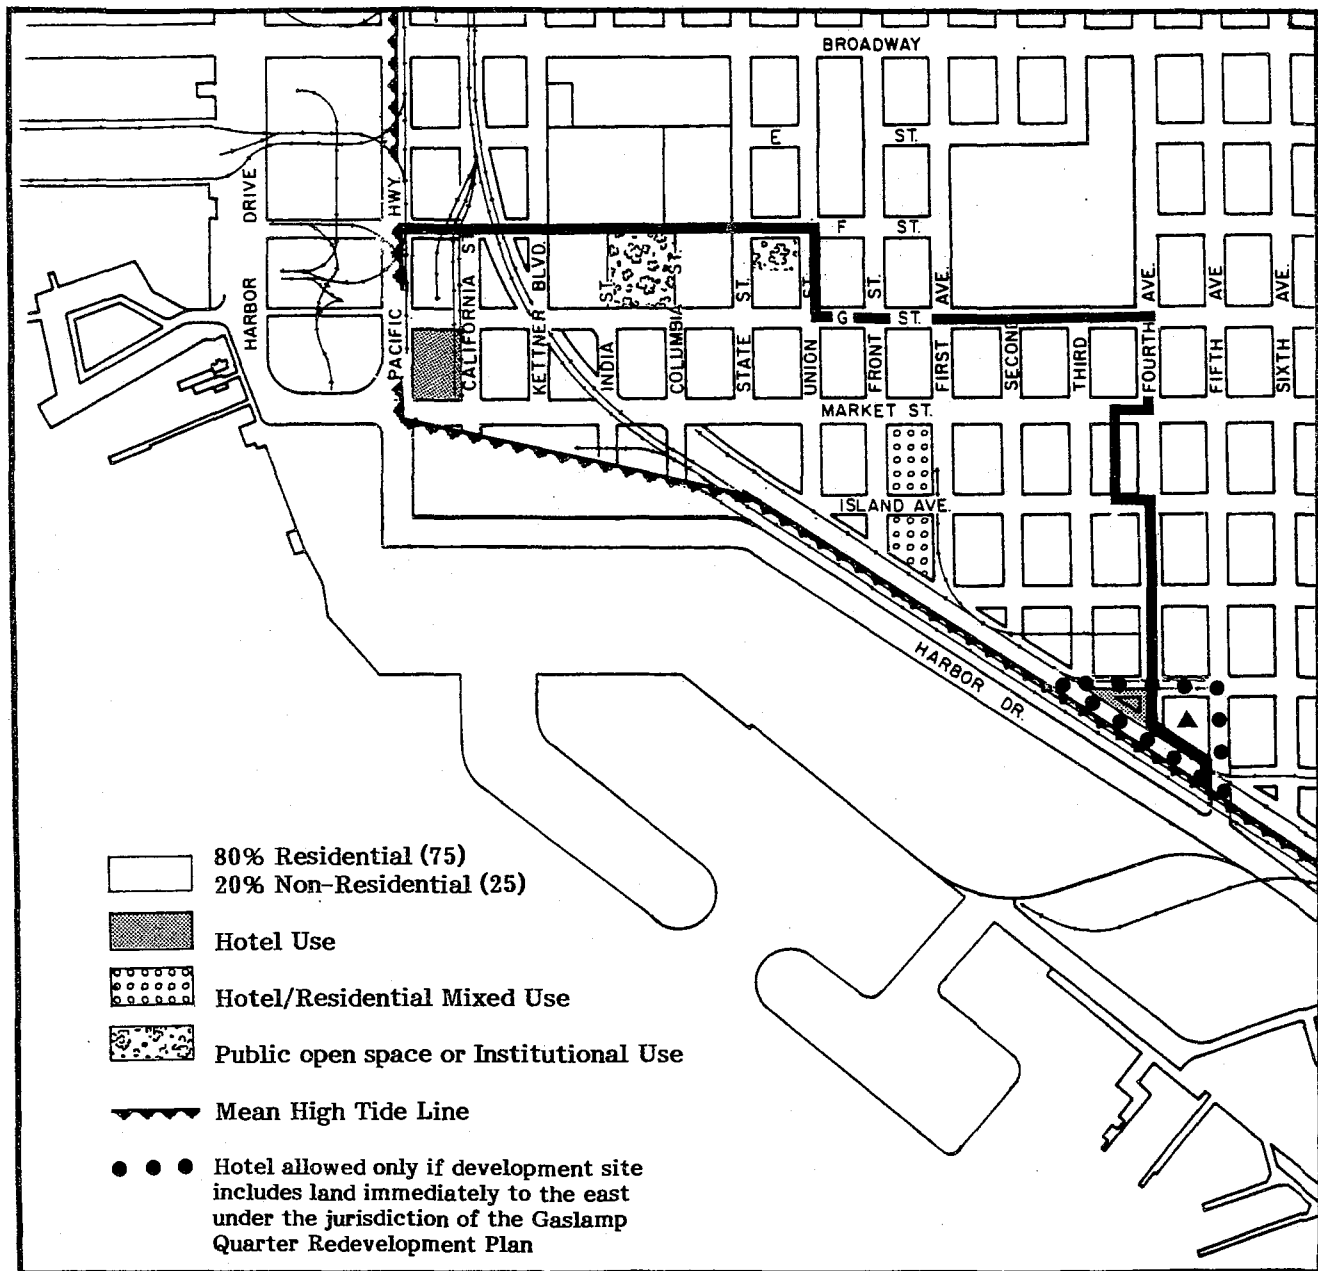 BROADWAY
E ST.
HARBOR DRIVE
PACIFIC HWY.
F ST.
CALIFORNIA S
KETTNER BLVD.
INDIA ST.
COLUMBIA ST.
STATE ST.
UNION ST.
FRONT ST.
FIRST AVE.
SECOND
THIRD
FOURTH AVE.
FIFTH AVE
SIXTH AVE.
G ST.
MARKET ST.
ISLAND AVE.
HARBOR DR.
80% Residential (75)
20% Non-Residential (25)
Hotel Use
Hotel/Residential Mixed Use
Public open space or Institutional Use
Mean High Tide Line
Hotel allowed only if development site
includes land immediately to the east
under the jurisdiction of the Gaslamp
Quarter Redevelopment Plan